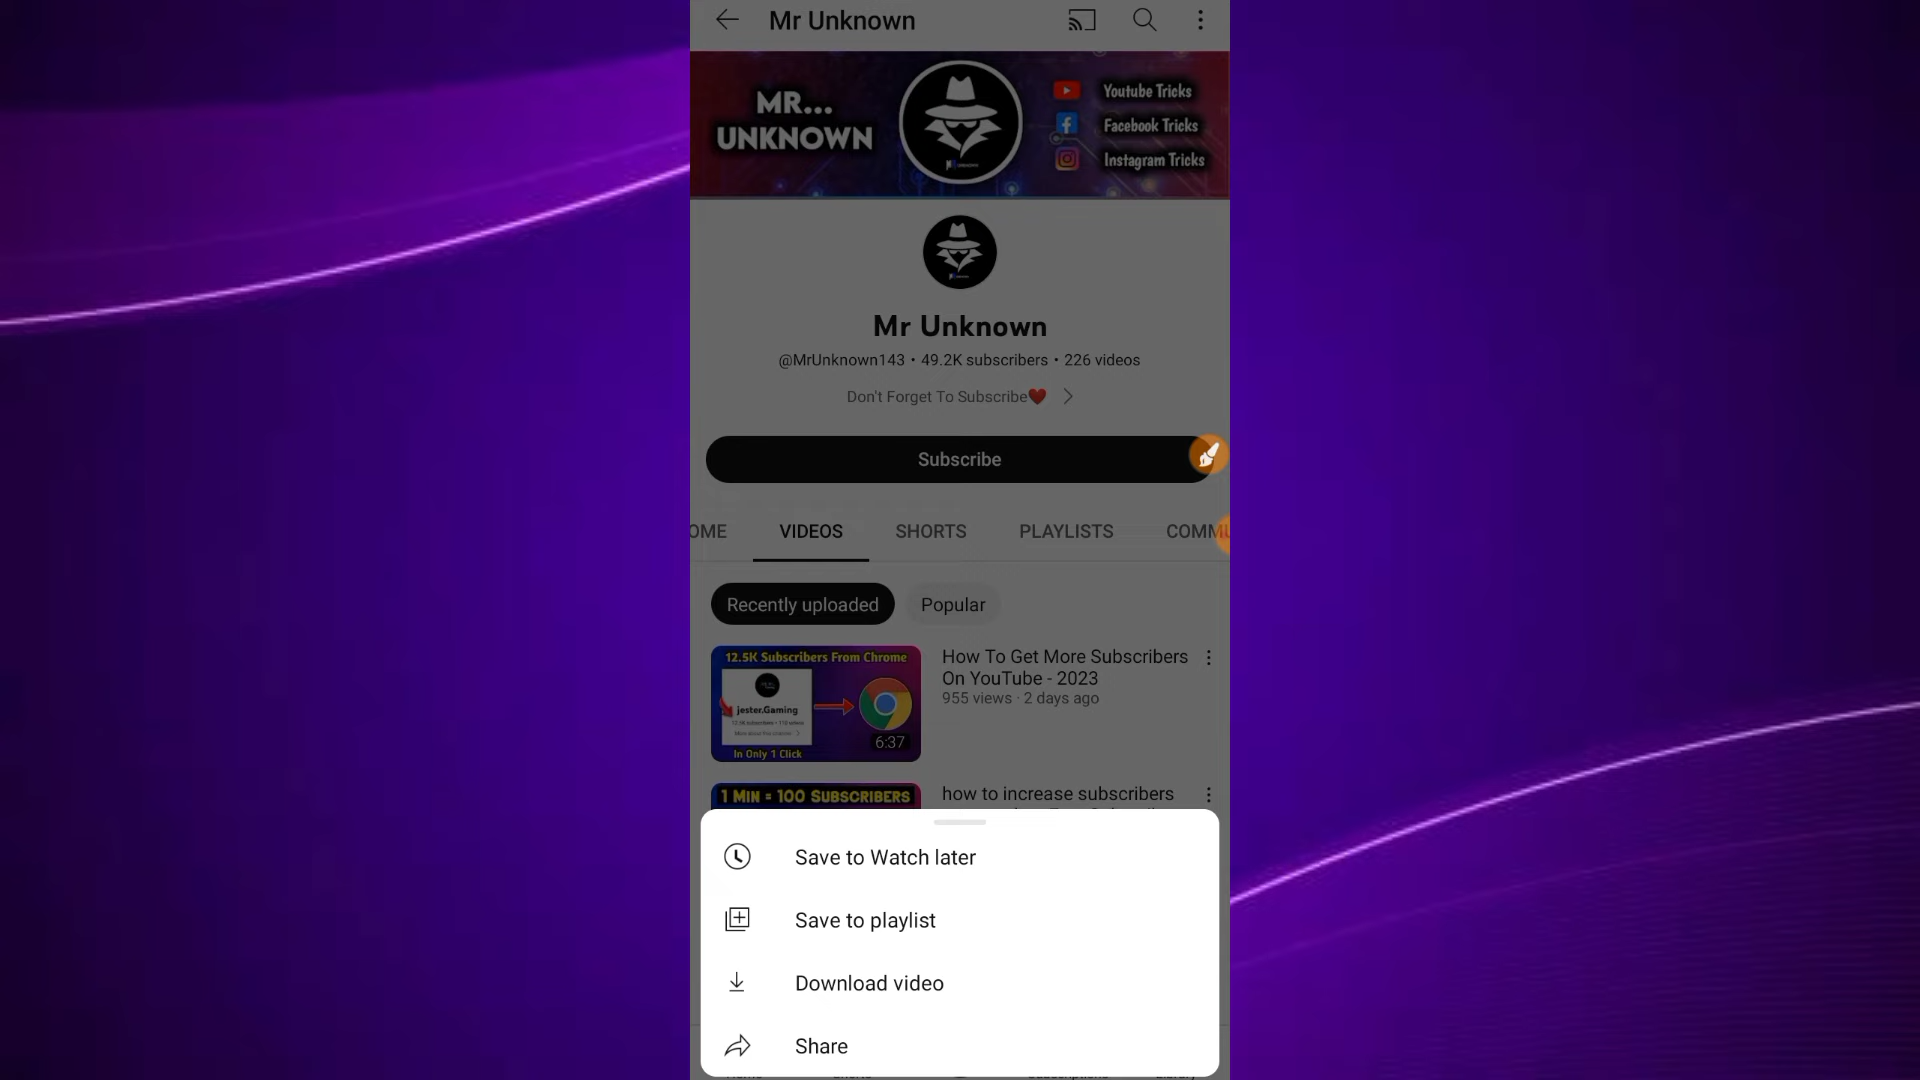 Mr Unknown
MR...
UNKNOWN
Youtube Tricks
Facebook Tricks
Instagram Tricks
UNKNOWN
Mr Unknown
@MrUnknown143 • 49.2K subscribers • 226 videos
Don't Forget To Subscribe❤️
Subscribe
OME
VIDEOS
SHORTS
PLAYLISTS
COMMU
Recently uploaded
Popular
12.5K Subscribers From Chrome
jester.Gaming
6:37
In Only 1 Click
How To Get More Subscribers
On YouTube - 2023
955 views · 2 days ago
1 MIN = 100 SUBSCRIBERS
how to increase subscribers
Save to Watch later
Save to playlist
Download video
Share